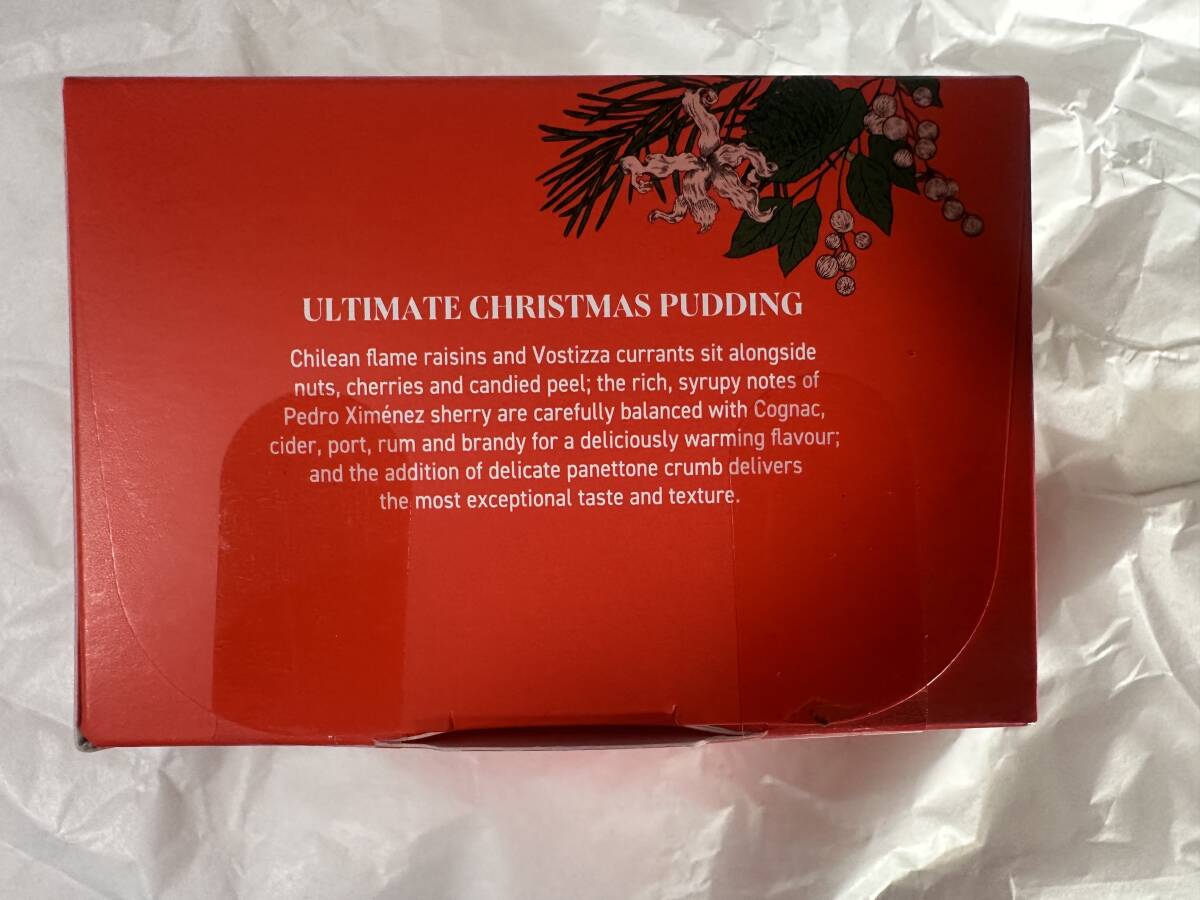 ULTIMATE CHRISTMAS PUDDING
Chilean flame raisins and Vostizza currants sit alongside
nuts, cherries and candied peel; the rich, syrupy notes of
Pedro Ximénez sherry are carefully balanced with Cognac,
cider, port, rum and brandy for a deliciously warming flavour;
and the addition of delicate panettone crumb delivers
the most exceptional taste and texture.